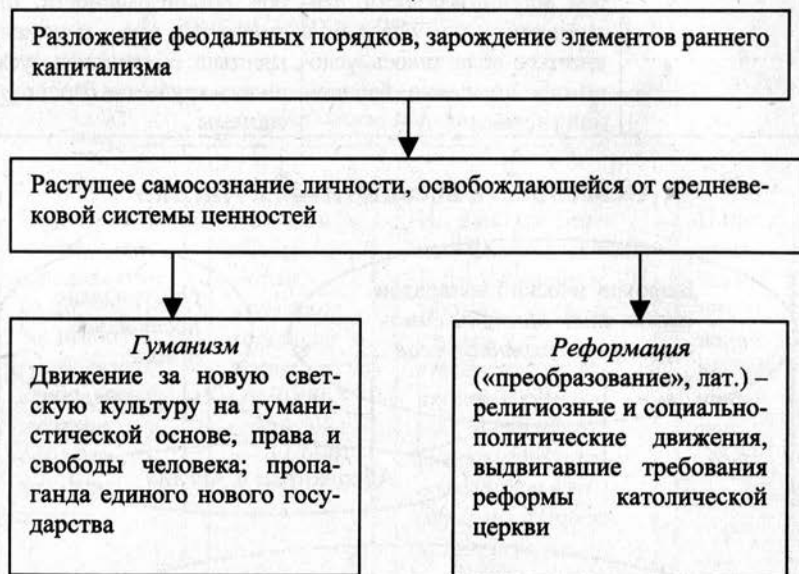 Разложение феодальных порядков, зарождение элементов раннего
капитализма
Растущее самосознание личности, освобождающейся от средневе-
ковой системы ценностей
Гуманизм
Движение за новую свет-
скую культуру на гумани-
стической основе, права и
свободы человека; пропа-
ганда единого нового госу-
дарства
Реформация
(«преобразование», лат.) –
религиозные и социально-
политические движения,
выдвигавшие требования
реформы католической
церкви